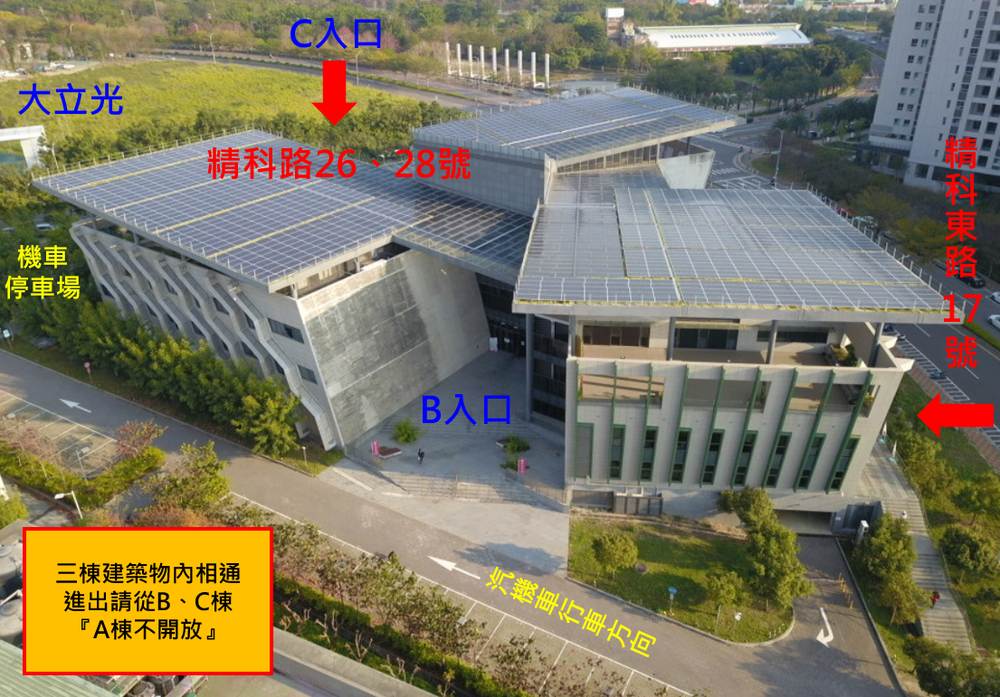 C入口
大立光
精科路26、28號
精科東路17號
機車
停車場
B入口
汽機車行車方向
三棟建築物內相通
進出請從B、C棟
『A棟不開放』